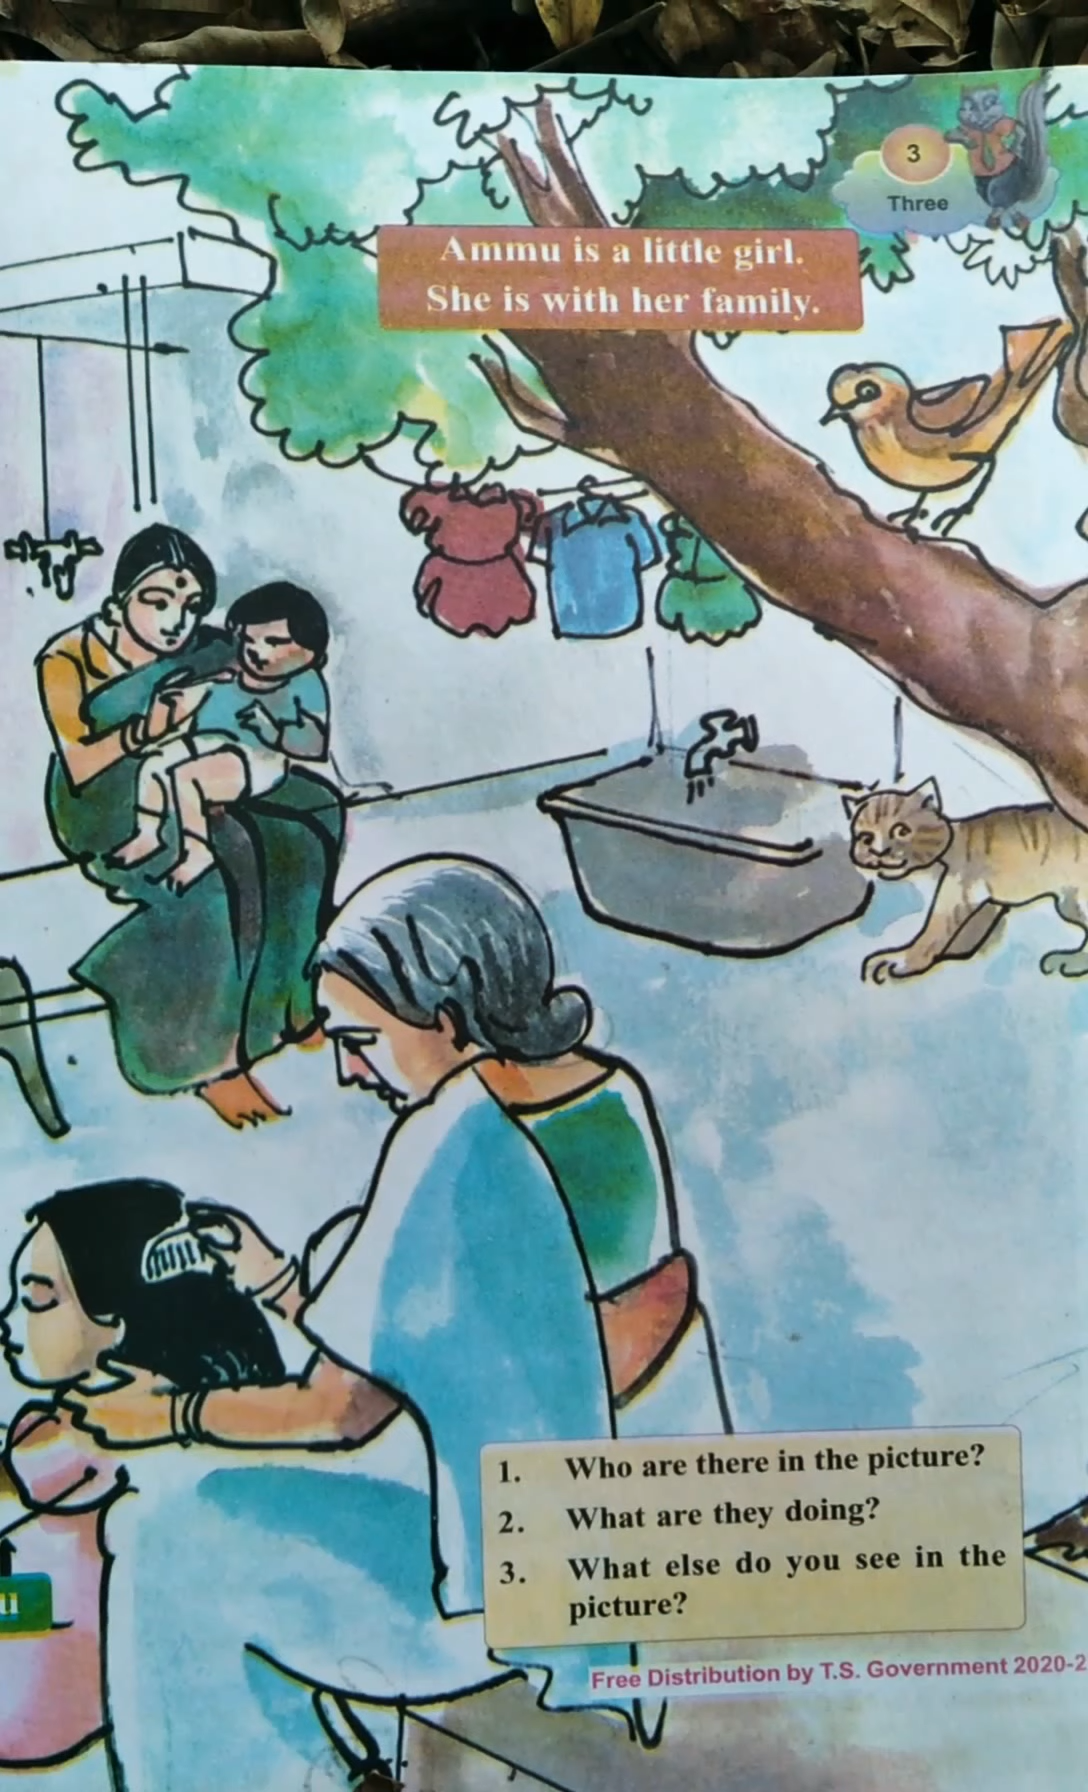 3
Three
Ammu is a little girl.
She is with her family.
1. Who are there in the picture?
2. What are they doing?
3. What else do you see in the
picture?
u
Free Distribution by T.S. Government 2020-2